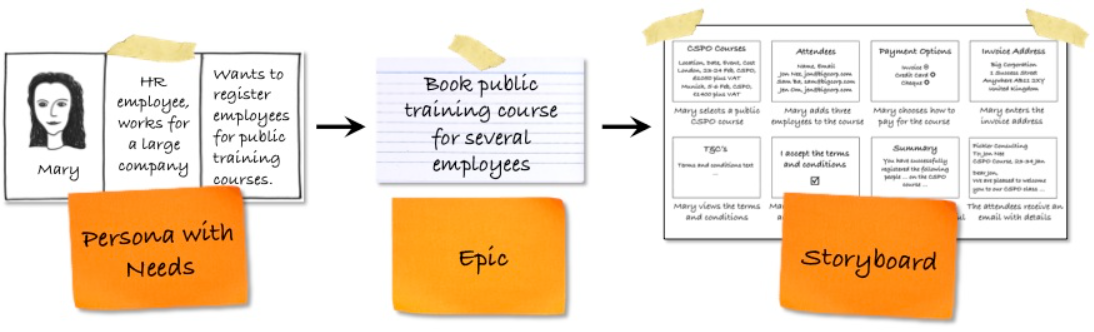 Mary
HR
employee,
works for
a large
company
Wants to
register
employees
for public
training
courses.
Persona with
Needs
Book public
training course
for several
employees
Epic
CSPO Courses
Location, Date, Event, Cost
London, 23-24 Feb, CSPO,
plus VAT
Munich, 5-6 Feb, CSPO,
plus VAT
Mary selects a public
CSPO course
Attendees
Name, Email
Jon Nee, jon@bigcorp.com
Sam Be, sam@bigcorp.com
Jen Om, jen@bigcorp.com
Mary adds three
employees to the course
Payment Options
Invoice
Credit Card
Cheque
Mary chooses how to
pay for the course
Invoice Address
Big Corporation
1 Success Street
Anywhere AB11 2XY
United Kingdom
Mary enters the
invoice address
T&C's
Terms and conditions text
...
Mary views the terms
and conditions
I accept the terms
and conditions
Summary
You have successfully
registered the following
people ... on the CSPO
course ...
Pichler Consulting
To Jon Nee
CSPO Course, 23-24 Jan
Dear Jon,
We are pleased to welcome
you to our CSPO class ...
The attendees receive an
email with details
Storyboard